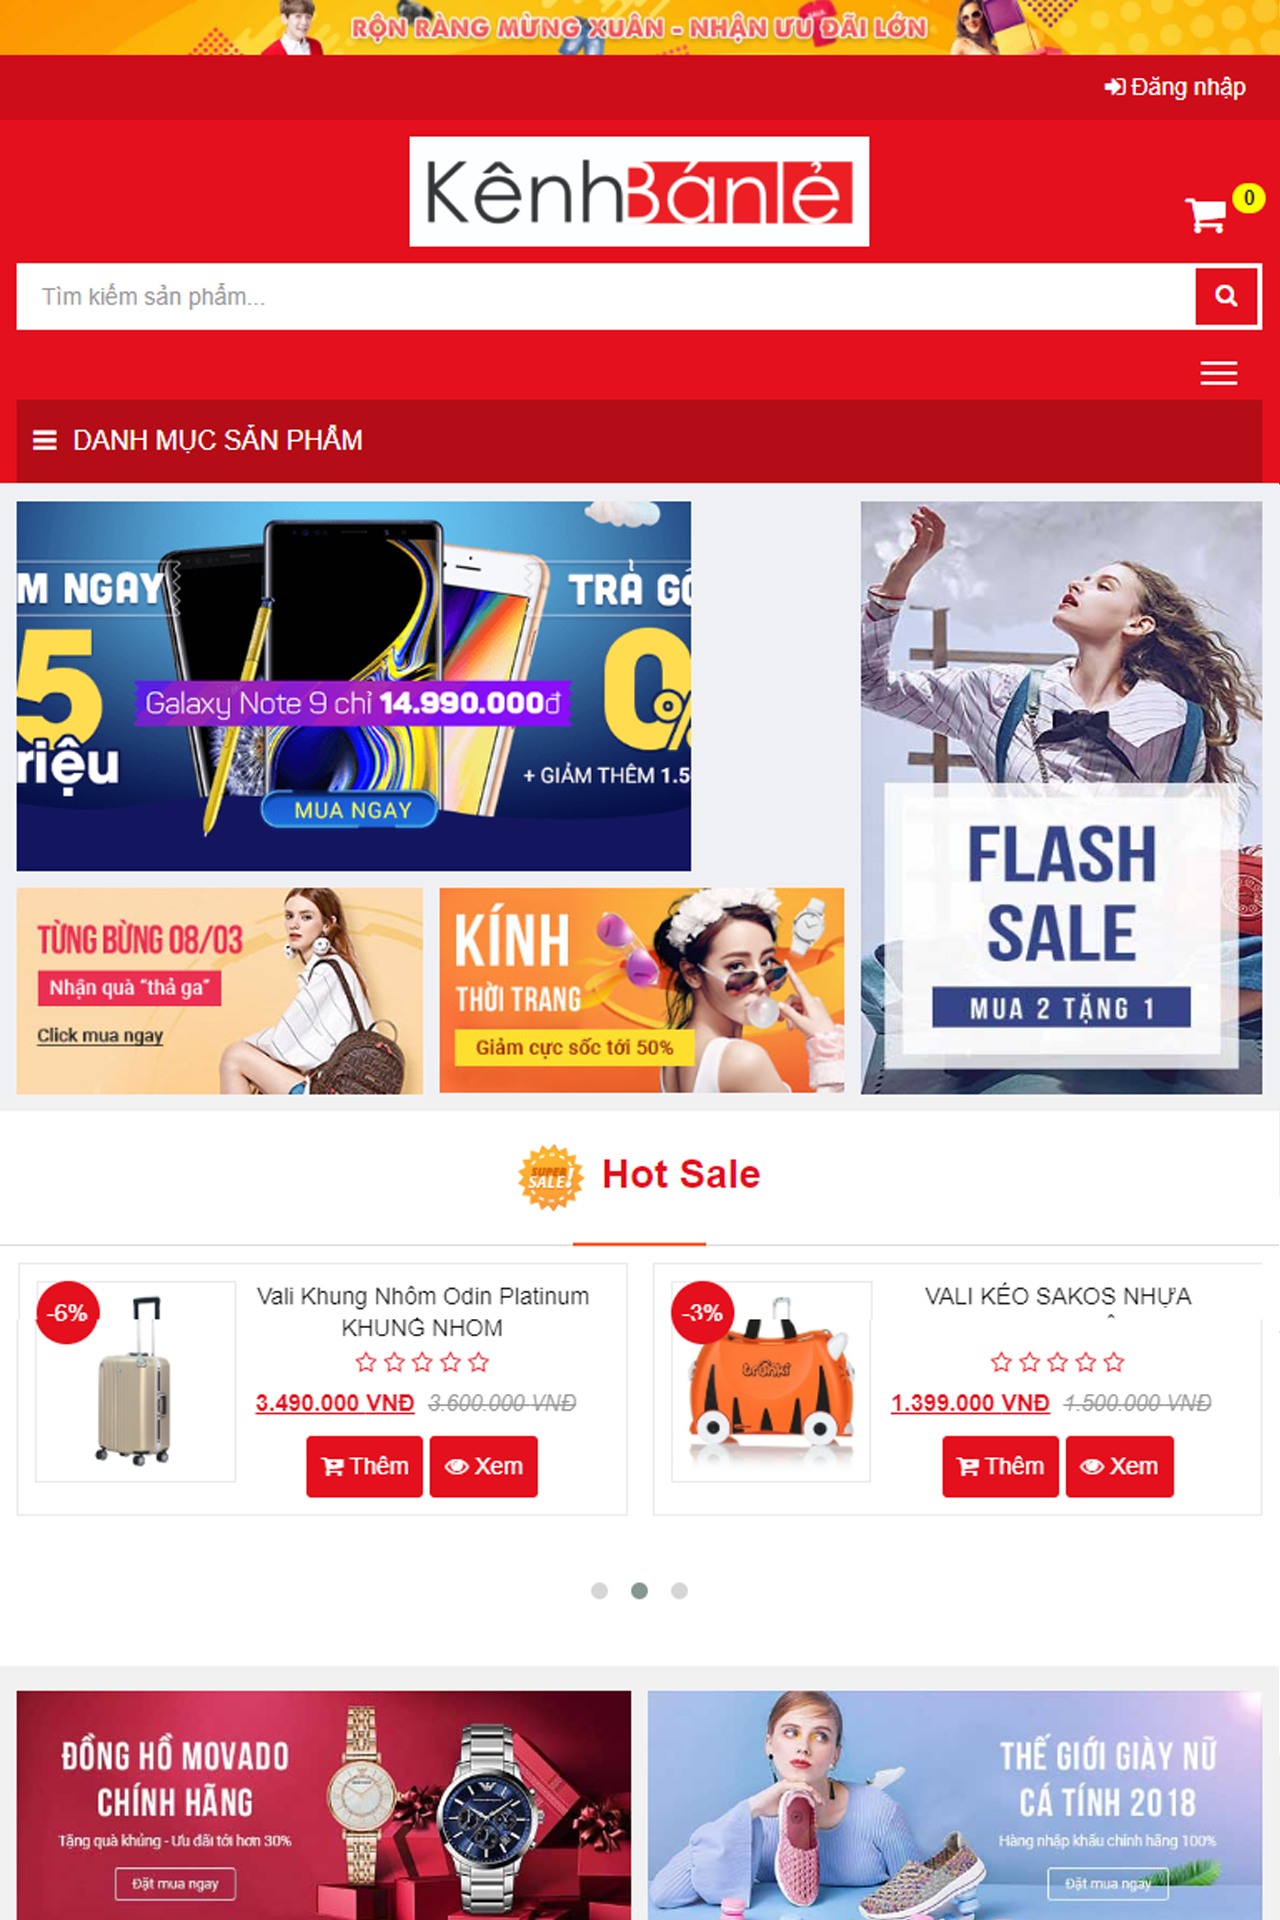 RỘN RÀNG MỪNG XUÂN - NHẬN ƯU ĐÃI LỚN
Đăng nhập
KênhBánlẻ
0
Tìm kiếm sản phẩm...
DANH MỤC SẢN PHẨM
M NGAY
5
riệu
TRẢ GÓ
0%
Galaxy Note 9 chỉ 14.990.000đ
+ GIẢM THÊM 1.5
MUA NGAY
FLASH
SALE
MUA 2 TẶNG 1
TỪNG BỪNG 08/03
Nhận quà “thả ga”
Click mua ngay
KÍNH
THỜI TRANG
Giảm cực sốc tới 50%
SUPER
SALE!
Hot Sale
-6%
Vali Khung Nhôm Odin Platinum
KHUNG NHOM
3.490.000 VNĐ 3.600.000 VNĐ
Thêm
Xem
-3%
trunki
VALI KÉO SAKOS NHỰA
1.399.000 VNĐ 1.500.000 VNĐ
Thêm
Xem
ĐỒNG HỒ MOVADO
CHÍNH HÃNG
Tặng quà khủng - Ưu đãi tới hơn 30%
Đặt mua ngay
THẾ GIỚI GIÀY NỮ
CÁ TÍNH 2018
Hàng nhập khẩu chính hãng 100%
Đặt mua ngay